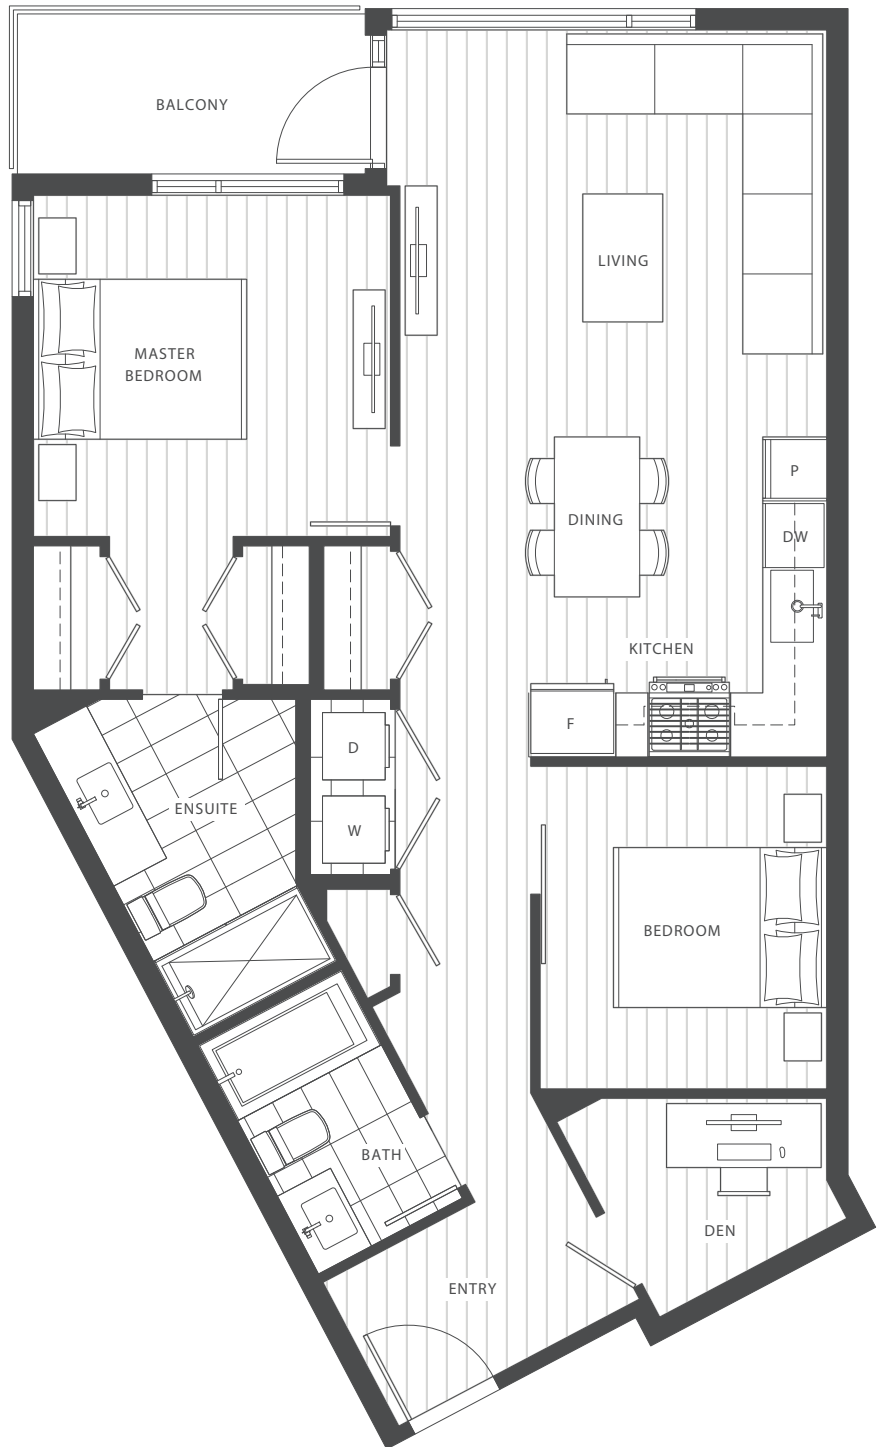 BALCONY
LIVING
MASTER
BEDROOM
P
DINING
DW
KITCHEN
F
D
ENSUITE
W
BEDROOM
BATH
DEN
ENTRY